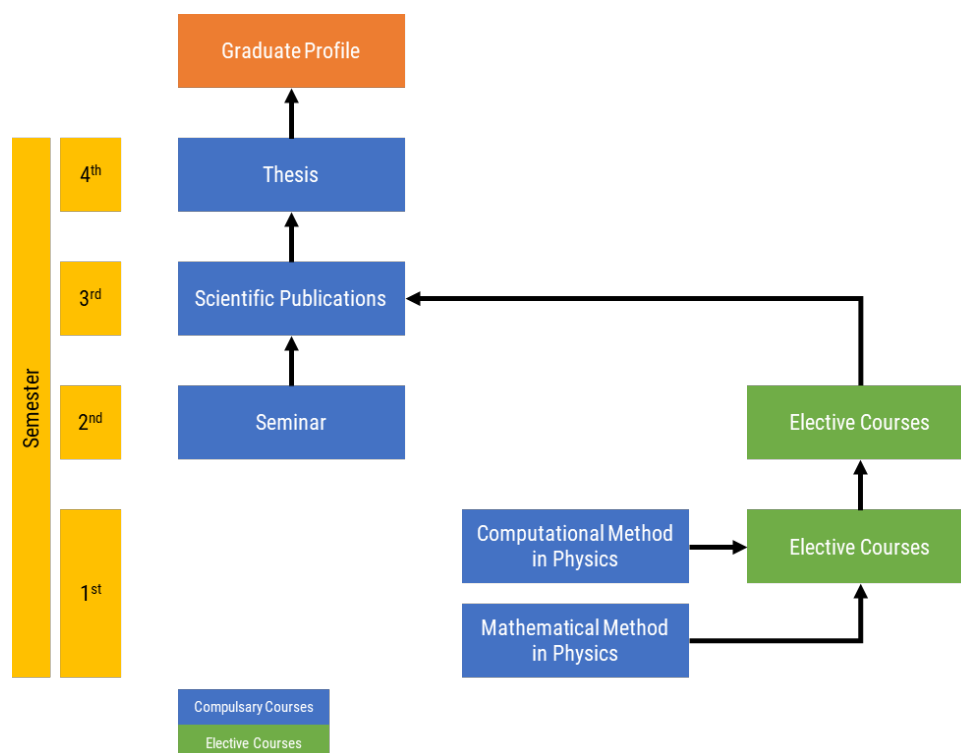 Graduate Profile
4th
Thesis
3rd
Scientific Publications
Semester
2nd
Seminar
Elective Courses
1st
Computational Method
in Physics
Elective Courses
Mathematical Method
in Physics
Compulsary Courses
Elective Courses